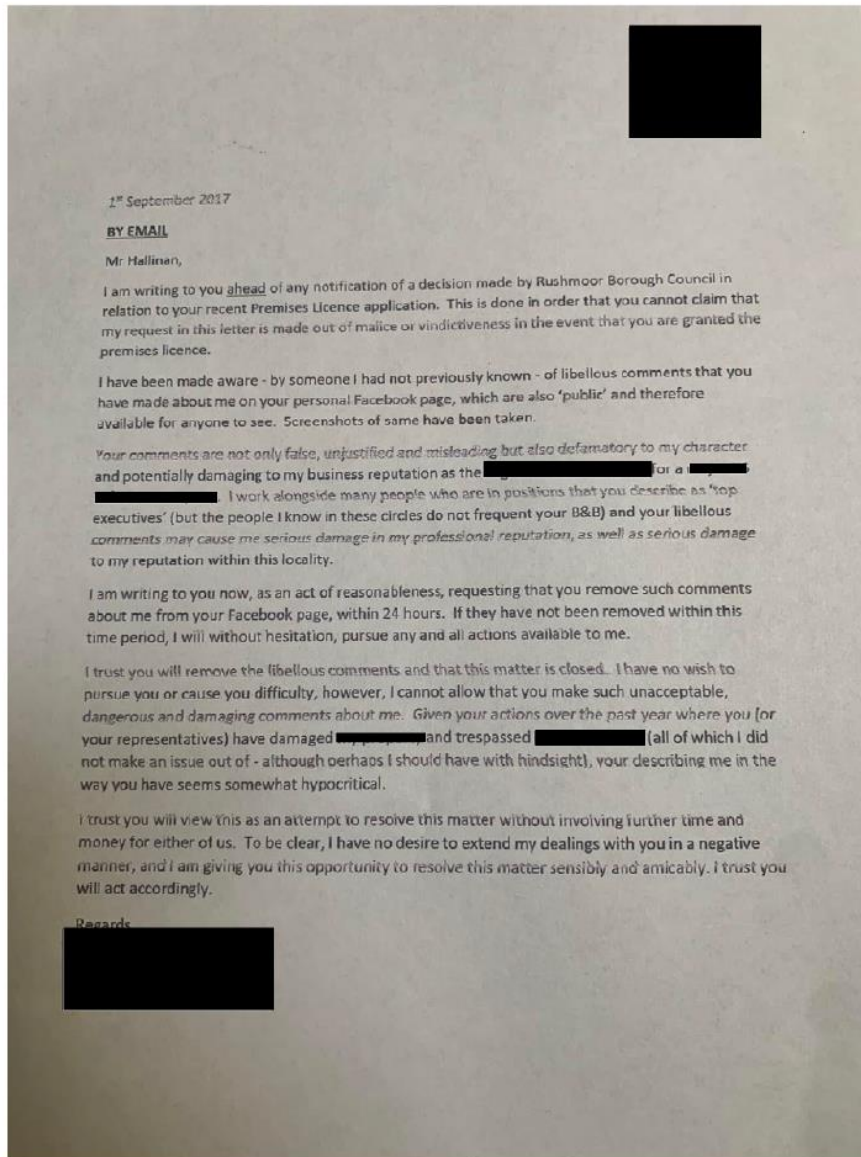 1st September 2017
BY EMAIL
Mr Hallinan,
I am writing to you ahead of any notification of a decision made by Rushmoor Borough Council in
relation to your recent Premises Licence application. This is done in order that you cannot claim that
my request in this letter is made out of malice or vindictiveness in the event that you are granted the
premises licence.
I have been made aware - by someone I had not previously known - of libellous comments that you
have made about me on your personal Facebook page, which are also 'public' and therefore
available for anyone to see. Screenshots of same have been taken.
Your comments are not only false, unjustified and misleading but also defamatory to my character
and potentially damaging to my business reputation as the for a
. I work alongside many people who are in positions that you describe as 'top
executives' (but the people I know in these circles do not frequent your B&B) and your libellous
comments may cause me serious damage in my professional reputation, as well as serious damage
to my reputation within this locality.
I am writing to you now, as an act of reasonableness, requesting that you remove such comments
about me from your Facebook page, within 24 hours. If they have not been removed within this
time period, I will without hesitation, pursue any and all actions available to me.
I trust you will remove the libellous comments and that this matter is closed. I have no wish to
pursue you or cause you difficulty, however, I cannot allow that you make such unacceptable,
dangerous and damaging comments about me. Given your actions over the past year where you (or
your representatives) have damaged and trespassed (all of which I did
not make an issue out of - although perhaps I should have with hindsight), your describing me in the
way you have seems somewhat hypocritical.
I trust you will view this as an attempt to resolve this matter without involving further time and
money for either of us. To be clear, I have no desire to extend my dealings with you in a negative
manner, and I am giving you this opportunity to resolve this matter sensibly and amicably. I trust you
will act accordingly.
Regards